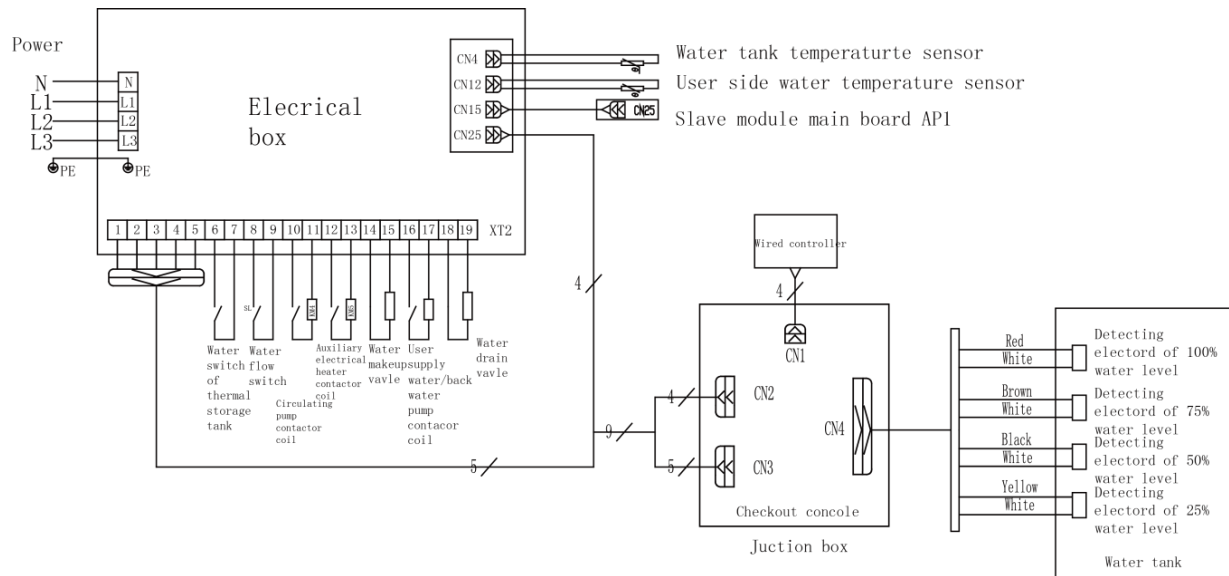 Power
N
L1
L2
L3
PE
PE
N
L1
L2
L3
Elecrical
box
CN4
CN12
CN15
CN25
CN25
Water tank temperaturte sensor
User side water temperature sensor
Slave module main board AP1
1 2 3 4 5 6 7 8 9 10 11 12 13 14 15 16 17 18 19 XT2
SL
KM4
KM5
Water
switch
of
thermal
storage
tank
Water
flow
switch
Circulating
pump
contactor
coil
Auxiliary
electrical
heater
contactor
coil
Water
makeup
vavle
User
supply
water/back
water
pump
contacor
coil
Water
drain
vavle
4
5
9
4
5
Wired controller
4
CN1
CN2
CN3
CN4
Checkout concole
Juction box
Red
White
Brown
White
Black
White
Yellow
White
Detecting
electord of 100%
water level
Detecting
electord of 75%
water level
Detecting
electord of 50%
water level
Detecting
electord of 25%
water level
Water tank